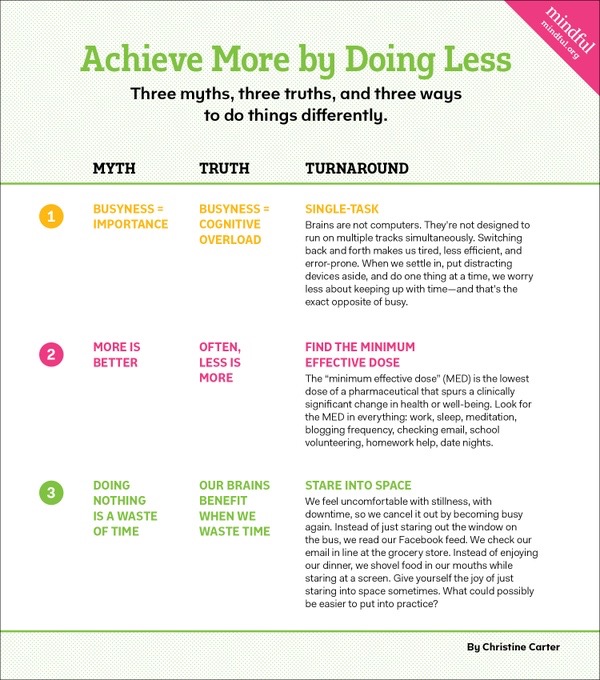 mindful
mindful.org
Achieve More by Doing Less
Three myths, three truths, and three ways
to do things differently.
MYTH
TRUTH
TURNAROUND
1
BUSYNESS =
IMPORTANCE
BUSYNESS =
COGNITIVE
OVERLOAD
SINGLE-TASK
Brains are not computers. They're not designed to
run on multiple tracks simultaneously. Switching
back and forth makes us tired, less efficient, and
error-prone. When we settle in, put distracting
devices aside, and do one thing at a time, we worry
less about keeping up with time—and that's the
exact opposite of busy.
2
MORE IS
BETTER
OFTEN,
LESS IS
MORE
FIND THE MINIMUM
EFFECTIVE DOSE
The “minimum effective dose” (MED) is the lowest
dose of a pharmaceutical that spurs a clinically
significant change in health or well-being. Look for
the MED in everything: work, sleep, meditation,
blogging frequency, checking email, school
volunteering, homework help, date nights.
3
DOING
NOTHING
IS A WASTE
OF TIME
OUR BRAINS
BENEFIT
WHEN WE
WASTE TIME
STARE INTO SPACE
We feel uncomfortable with stillness, with
downtime, so we cancel it out by becoming busy
again. Instead of just staring out the window on
the bus, we read our Facebook feed. We check our
email in line at the grocery store. Instead of enjoying
our dinner, we shovel food in our mouths while
staring at a screen. Give yourself the joy of just
staring into space sometimes. What could possibly
be easier to put into practice?
By Christine Carter